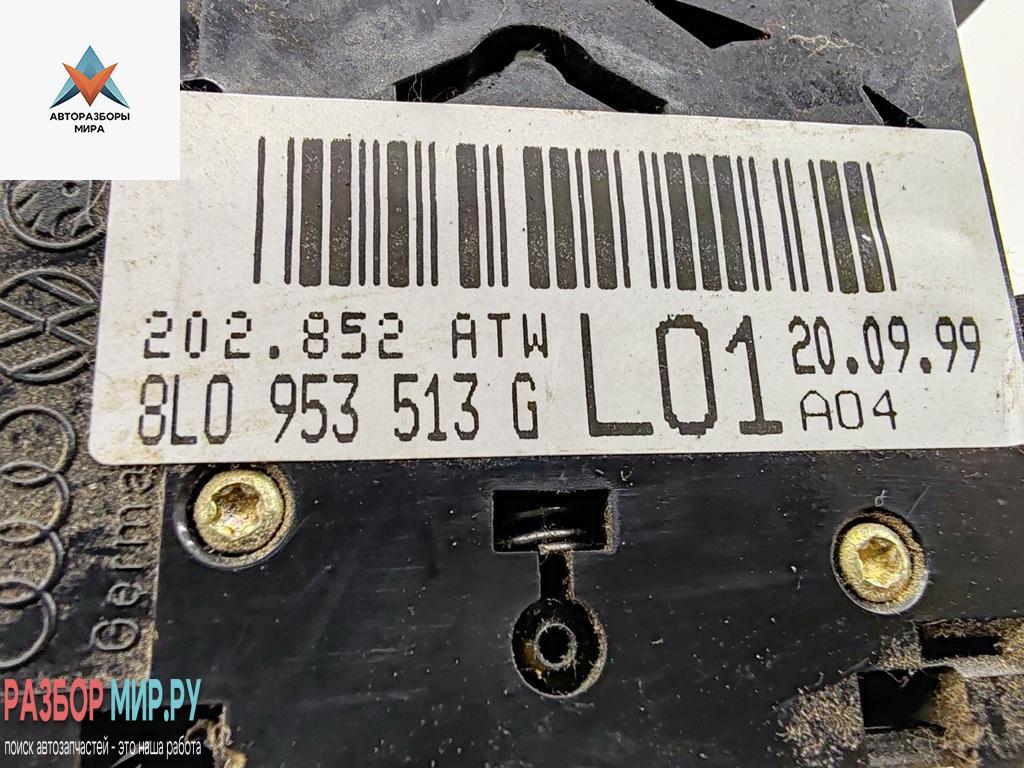 АВТОРАЗБОРЫ
МИРА
202.852 ATW
8L0 953 513 G
L01
20.09.99
A04
German
РАЗБОР МИР.РУ
поиск автозапчастей - это наша работа